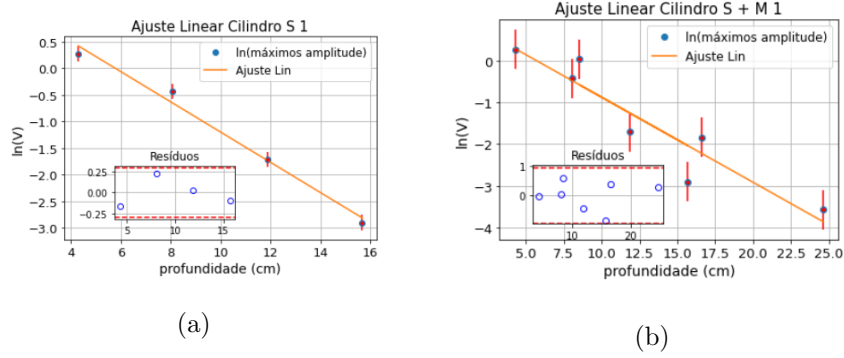 Ajuste Linear Cilindro S 1
ln(máximos amplitude)
Ajuste Lin
ln(V)
0.5
0.0
−0.5
−1.0
−1.5
−2.0
−2.5
−3.0
Resíduos
0.25
0.00
−0.25
5 10 15
4 6 8 10 12 14 16
profundidade (cm)
(a)
Ajuste Linear Cilindro S + M 1
ln(máximos amplitude)
Ajuste Lin
ln(V)
0
−1
−2
−3
−4
Resíduos
1
0
10 20
5.0 7.5 10.0 12.5 15.0 17.5 20.0 22.5 25.0
profundidade (cm)
(b)